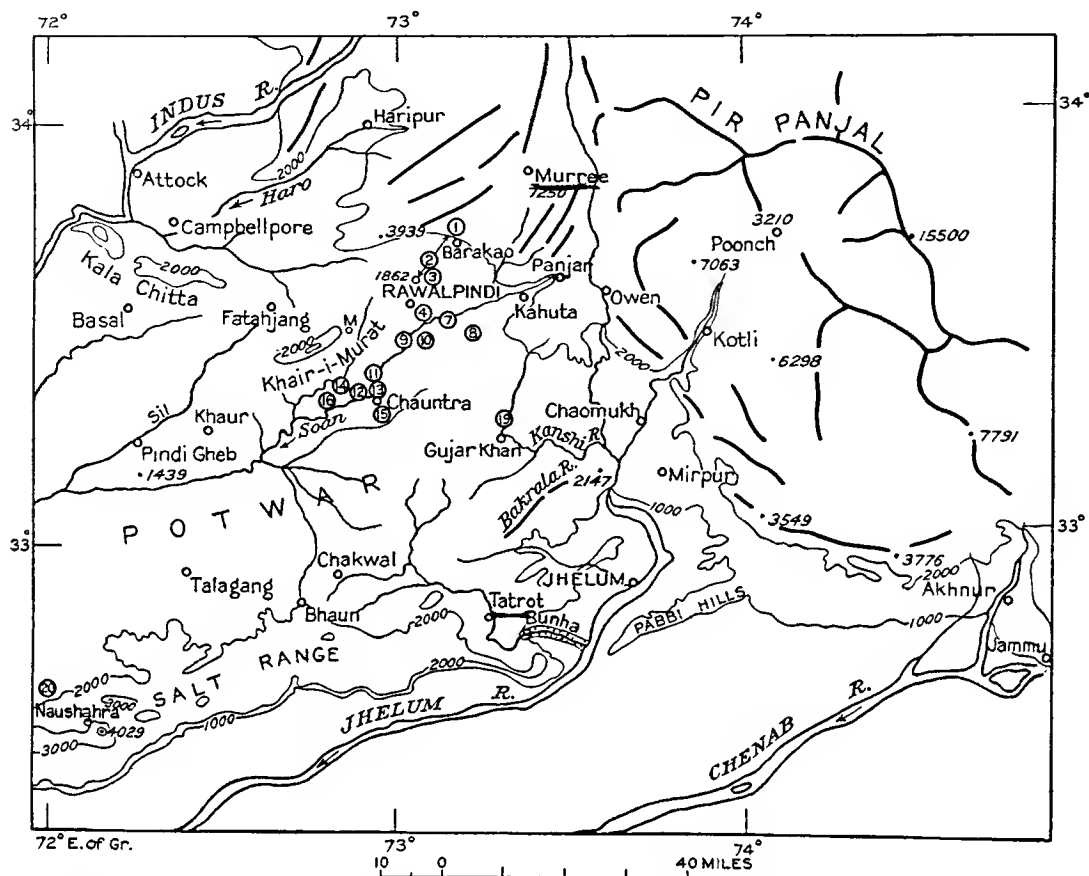 72° 73° 74°
34° 34°
INDUS R.
PIR PANJAL
Haripur
2000
Haro
Attock
Murree
7250
Campbellpore
3939
①
Barakao
3210
Poonch
15500
Kala Chitta
2000
②
③
1862
Panjar
7063
RAWALPINDI
Basal
Fatahjang
④
Kahuta
Owen
M
⑦
⑧
2000
Khair-i-Murat
⑨
⑩
2000
Kotli
6298
⑪
⑭
⑫
⑬
⑯
Chauntra
⑮
Sil
Khaur
Soan
⑲
Chaomukh
Gujar Khan
Kanshi R.
7791
Pindi Gheb
1439
Bakrala R.
2147
Mirpur
POTWAR
1000
3549
33° 33°
3776
2000
Chakwal
JHELUM
Akhnur
Talagang
Bhaun
Tatrot
2000
Bunha
PABBI HILLS
1000
Jammu
SALT RANGE
⑳
2000
3000
2000
Naushahra
4029
1000
3000
JHELUM R.
CHENAB R.
72° E. of Gr. 73° 74°
10 0 40 MILES